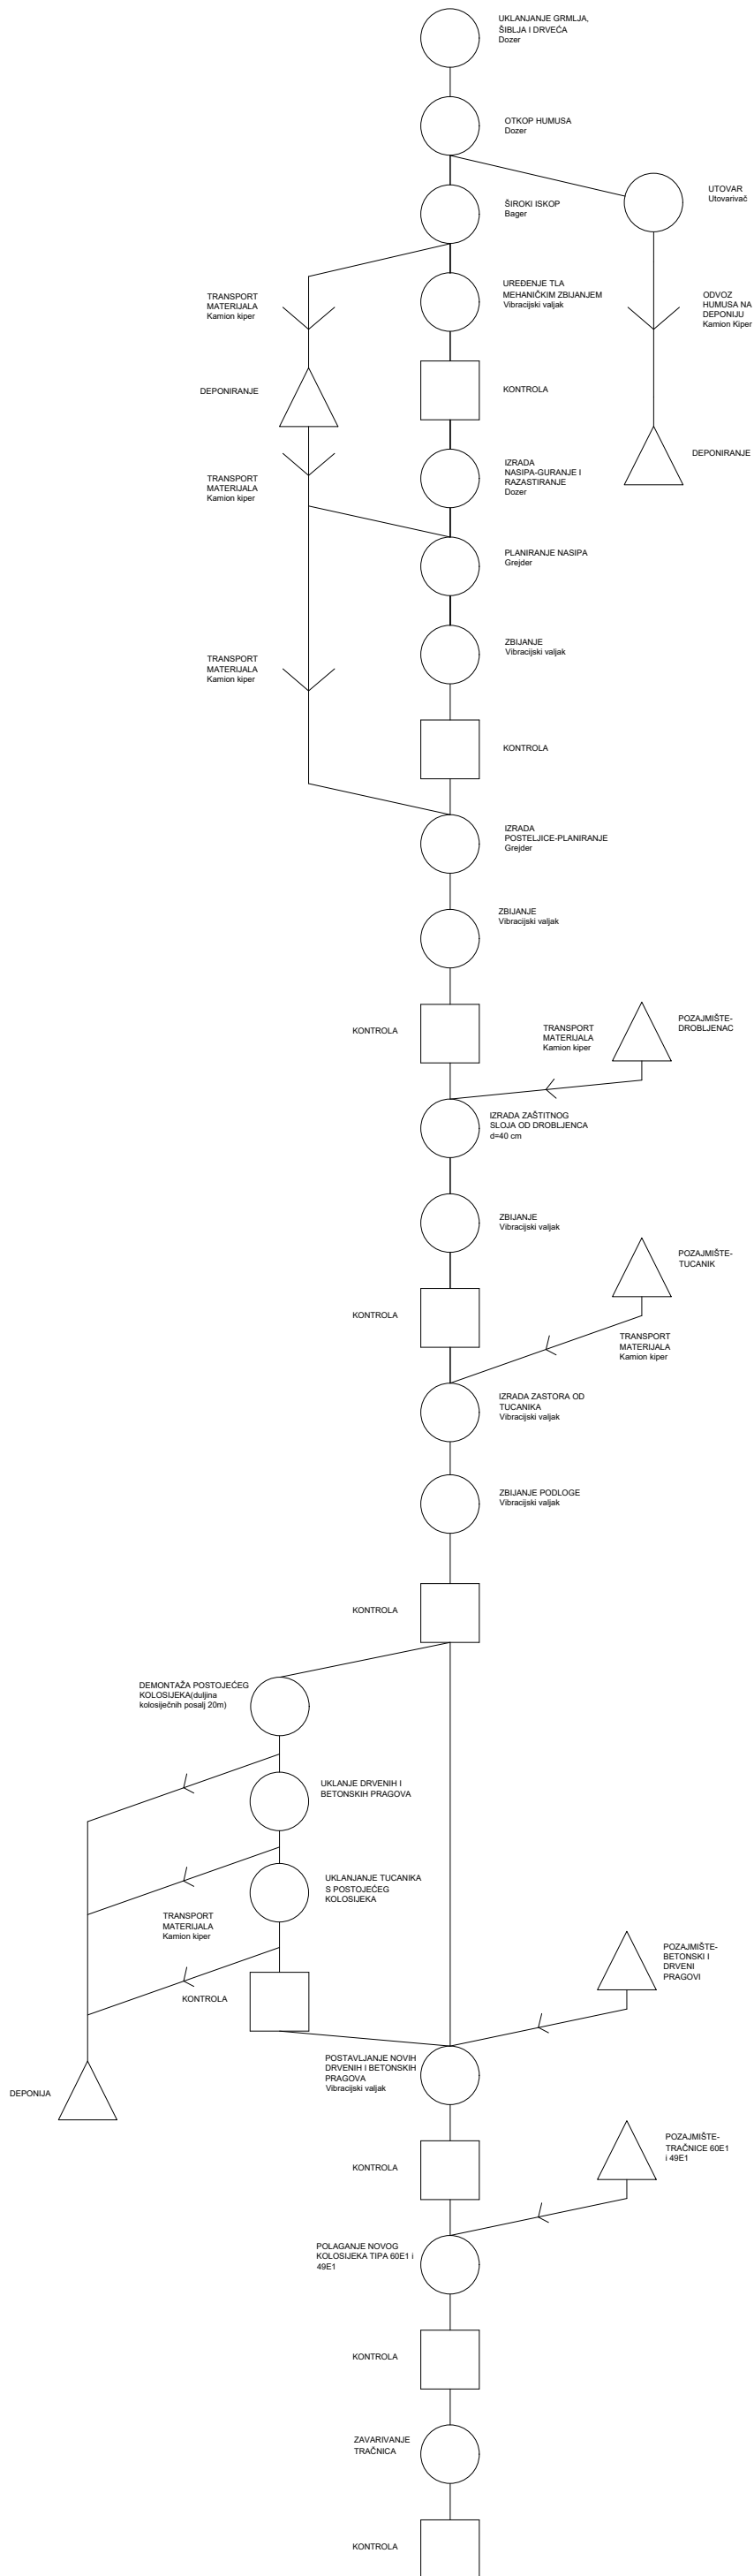 UKLANJANJE GRMLJA,
ŠIBLJA I DRVEĆA
Dozer
OTKOP HUMUSA
Dozer
UTOVAR
Utovarivač
ŠIROKI ISKOP
Bager
UREĐENJE TLA
MEHANIČKIM ZBIJANJEM
Vibracijski valjak
TRANSPORT
MATERIJALA
Kamion kiper
ODVOZ
HUMUSA NA
DEPONIJU
Kamion Kiper
DEPONIRANJE
KONTROLA
DEPONIRANJE
IZRADA
NASIPA-GURANJE I
RAZASTIRANJE
Dozer
TRANSPORT
MATERIJALA
Kamion kiper
PLANIRANJE NASIPA
Grejder
ZBIJANJE
Vibracijski valjak
TRANSPORT
MATERIJALA
Kamion kiper
KONTROLA
IZRADA
POSTELJICE-PLANIRANJE
Grejder
ZBIJANJE
Vibracijski valjak
KONTROLA
TRANSPORT
MATERIJALA
Kamion kiper
POZAJMIŠTE-
DROBLJENAC
IZRADA ZAŠTITNOG
SLOJA OD DROBLJENCA
d=40 cm
ZBIJANJE
Vibracijski valjak
POZAJMIŠTE-
TUCANIK
KONTROLA
TRANSPORT
MATERIJALA
Kamion kiper
IZRADA ZASTORA OD
TUCANIKA
Vibracijski valjak
ZBIJANJE PODLOGE
Vibracijski valjak
KONTROLA
DEMONTAŽA POSTOJEĆEG
KOLOSIJEKA(duljina
kolosiječnih posalj 20m)
UKLANJE DRVENIH I
BETONSKIH PRAGOVA
UKLANJANJE TUCANIKA
S POSTOJEĆEG
KOLOSIJEKA
TRANSPORT
MATERIJALA
Kamion kiper
POZAJMIŠTE-
BETONSKI I
DRVENI
PRAGOVI
KONTROLA
POSTAVLJANJE NOVIH
DRVENIH I BETONSKIH
PRAGOVA
Vibracijski valjak
DEPONIJA
POZAJMIŠTE-
TRAČNICE 60E1
i 49E1
KONTROLA
POLAGANJE NOVOG
KOLOSIJEKA TIPA 60E1 i
49E1
KONTROLA
ZAVARIVANJE
TRAČNICA
KONTROLA